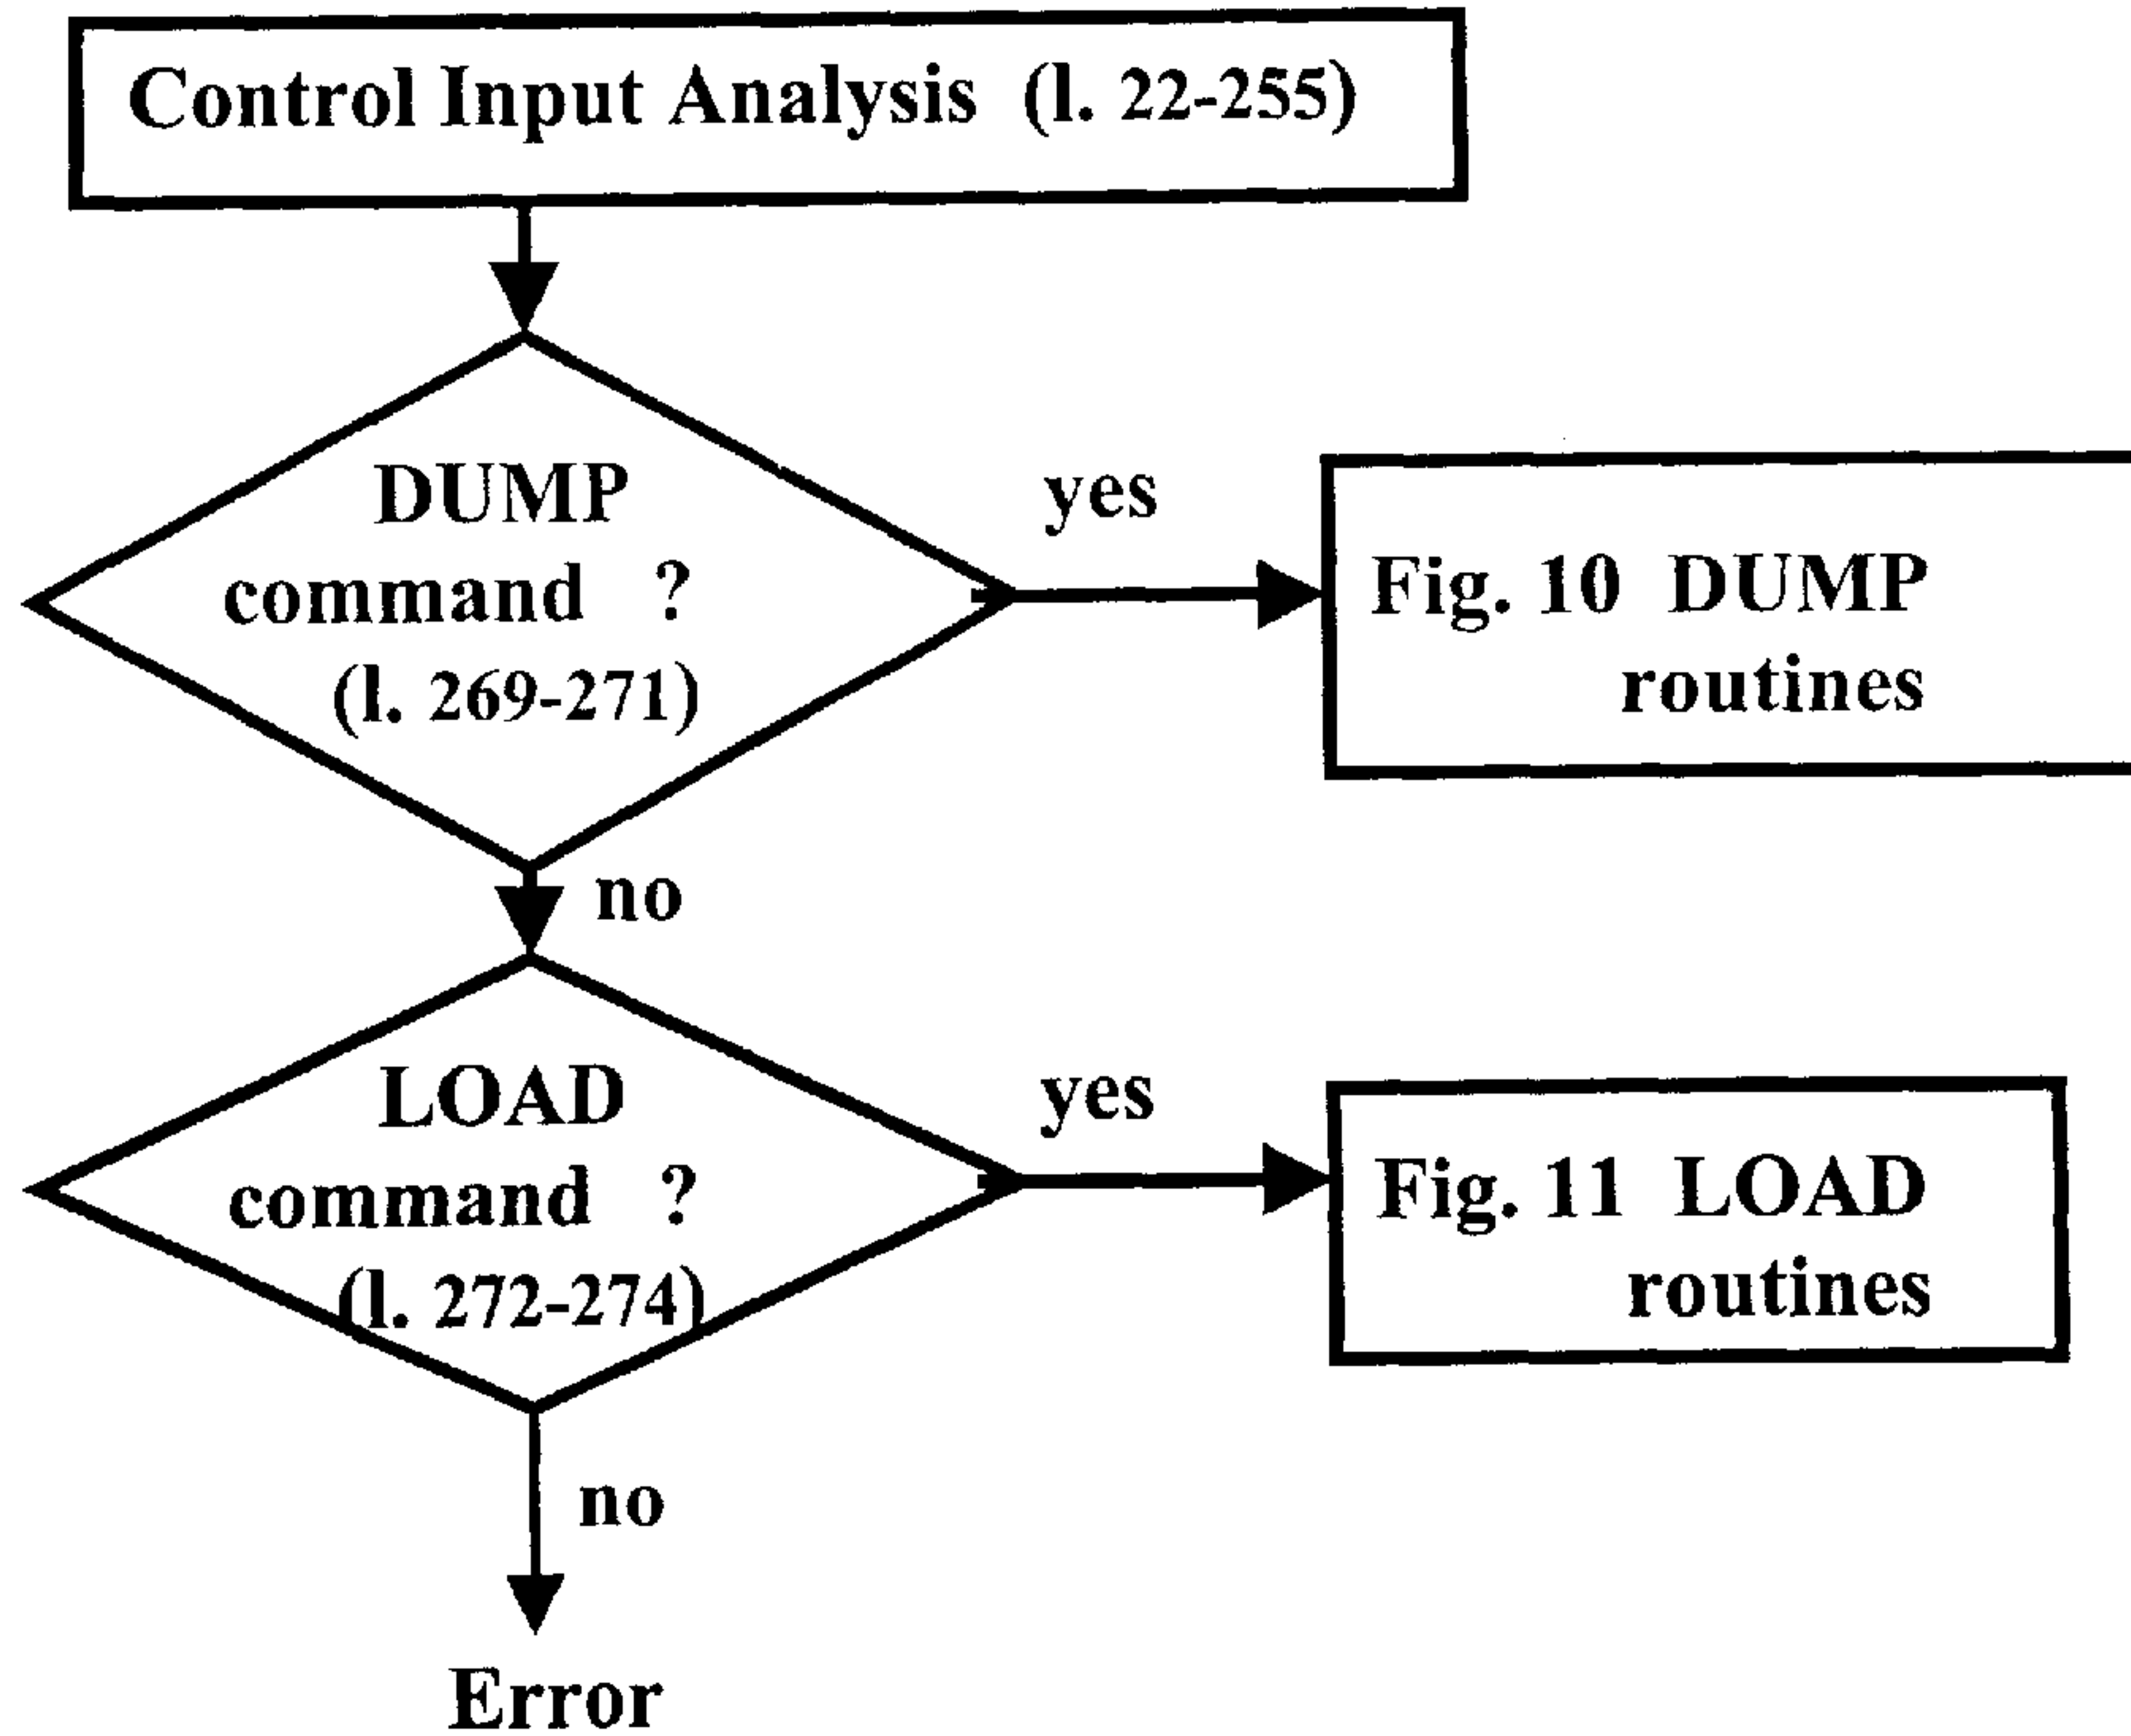 Control Input Analysis (l. 22-255)
DUMP
command ?
(l. 269-271)
yes
Fig. 10 DUMP
routines
no
LOAD
command ?
(l. 272-274)
yes
Fig. 11 LOAD
routines
no
Error